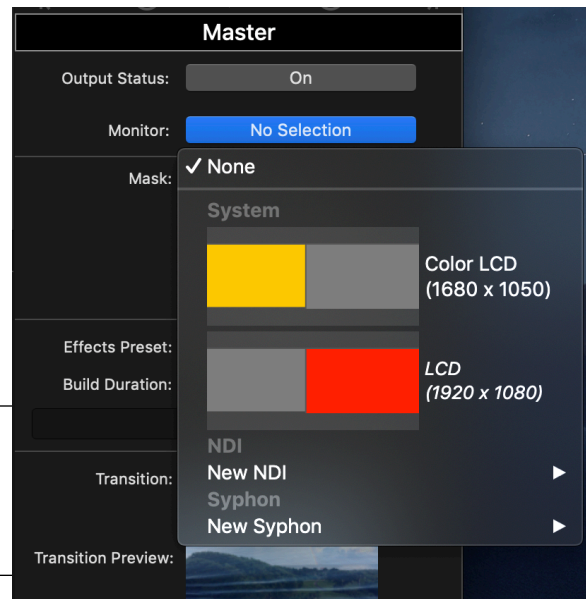 Master
Output Status:
On
Monitor:
No Selection
✓ None
Mask:
System
Color LCD
(1680 x 1050)
Effects Preset:
LCD
Build Duration:
(1920 x 1080)
NDI
New NDI
Transition:
Syphon
New Syphon
Transition Preview: